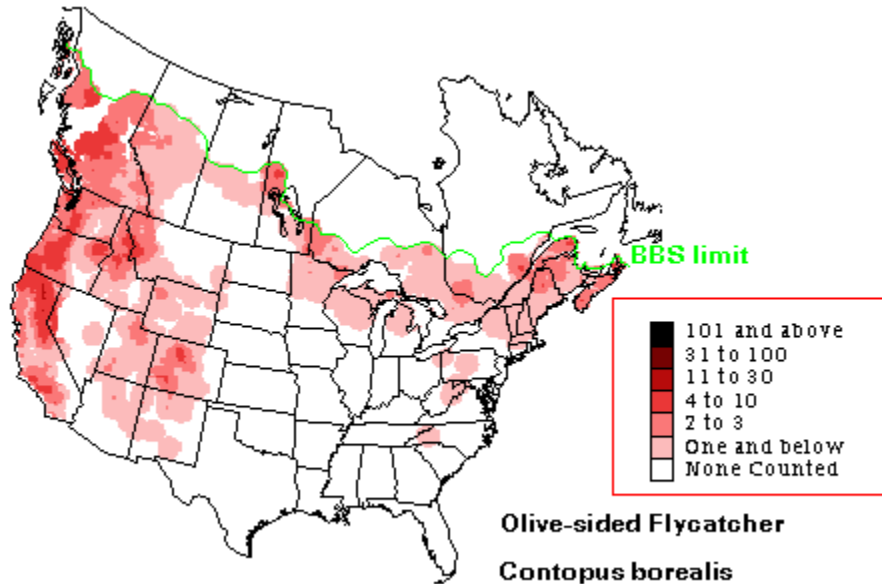 BBS limit
101 and above
31 to 100
11 to 30
4 to 10
2 to 3
One and below
None Counted
Olive-sided Flycatcher
Contopus borealis